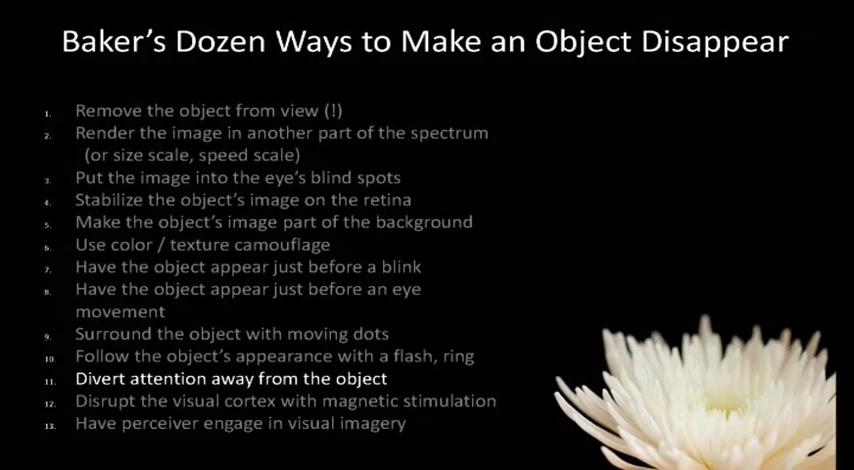 Baker's Dozen Ways to Make an Object Disappear
1. Remove the object from view (!)
2. Render the image in another part of the spectrum
(or size scale, speed scale)
3. Put the image into the eye's blind spots
4. Stabilize the object's image on the retina
5. Make the object's image part of the background
6. Use color / texture camouflage
7. Have the object appear just before a blink
8. Have the object appear just before an eye
movement
9. Surround the object with moving dots
10. Follow the object's appearance with a flash, ring
11. Divert attention away from the object
12. Disrupt the visual cortex with magnetic stimulation
13. Have perceiver engage in visual imagery